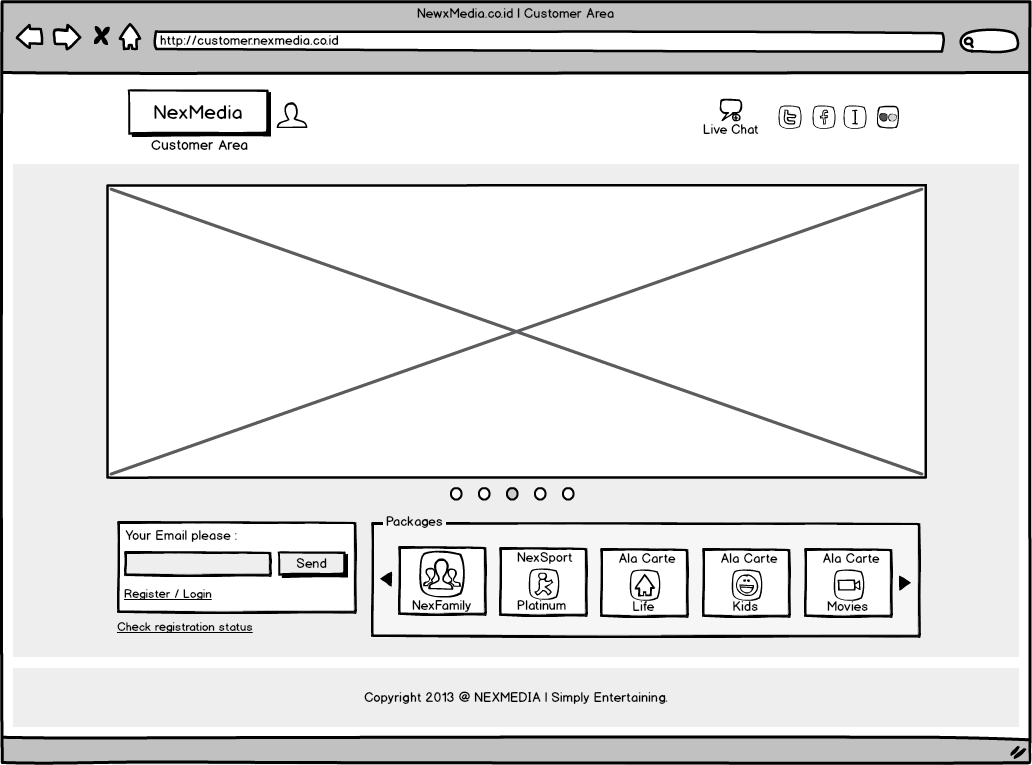 NewxMedia.co.id | Customer Area
http://customer.nexmedia.co.id
NexMedia
Customer Area
Live Chat
Your Email please :
Send
Register / Login
Check registration status
Packages
NexFamily
NexSport
Platinum
Ala Carte
Life
Ala Carte
Kids
Ala Carte
Movies
Copyright 2013 @ NEXMEDIA | Simply Entertaining.